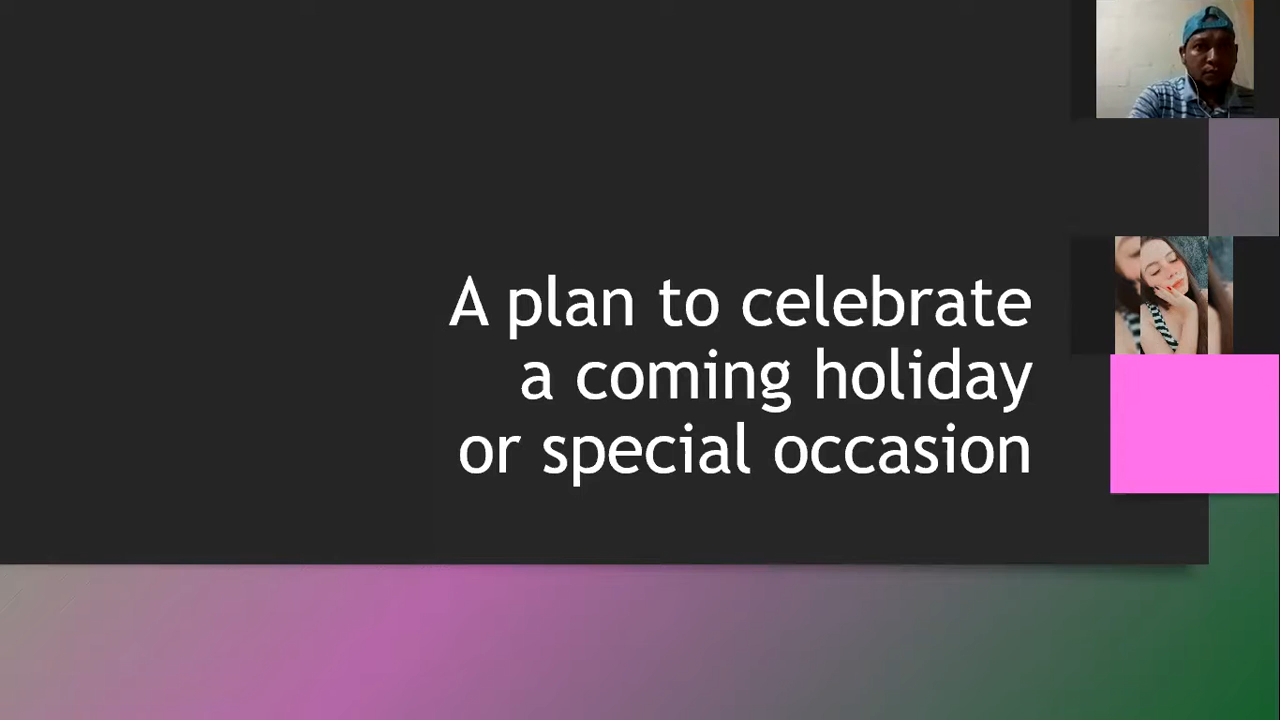 A plan to celebrate
a coming holiday
or special occasion